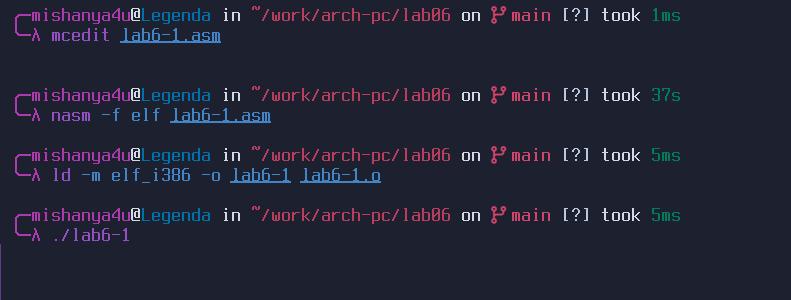 mishanya4u@Legenda in ~/work/arch-pc/lab06 on main [?] took 1ms
λ mcedit lab6-1.asm
mishanya4u@Legenda in ~/work/arch-pc/lab06 on main [?] took 37s
λ nasm -f elf lab6-1.asm
mishanya4u@Legenda in ~/work/arch-pc/lab06 on main [?] took 5ms
λ ld -m elf_i386 -o lab6-1 lab6-1.o
mishanya4u@Legenda in ~/work/arch-pc/lab06 on main [?] took 5ms
λ ./lab6-1